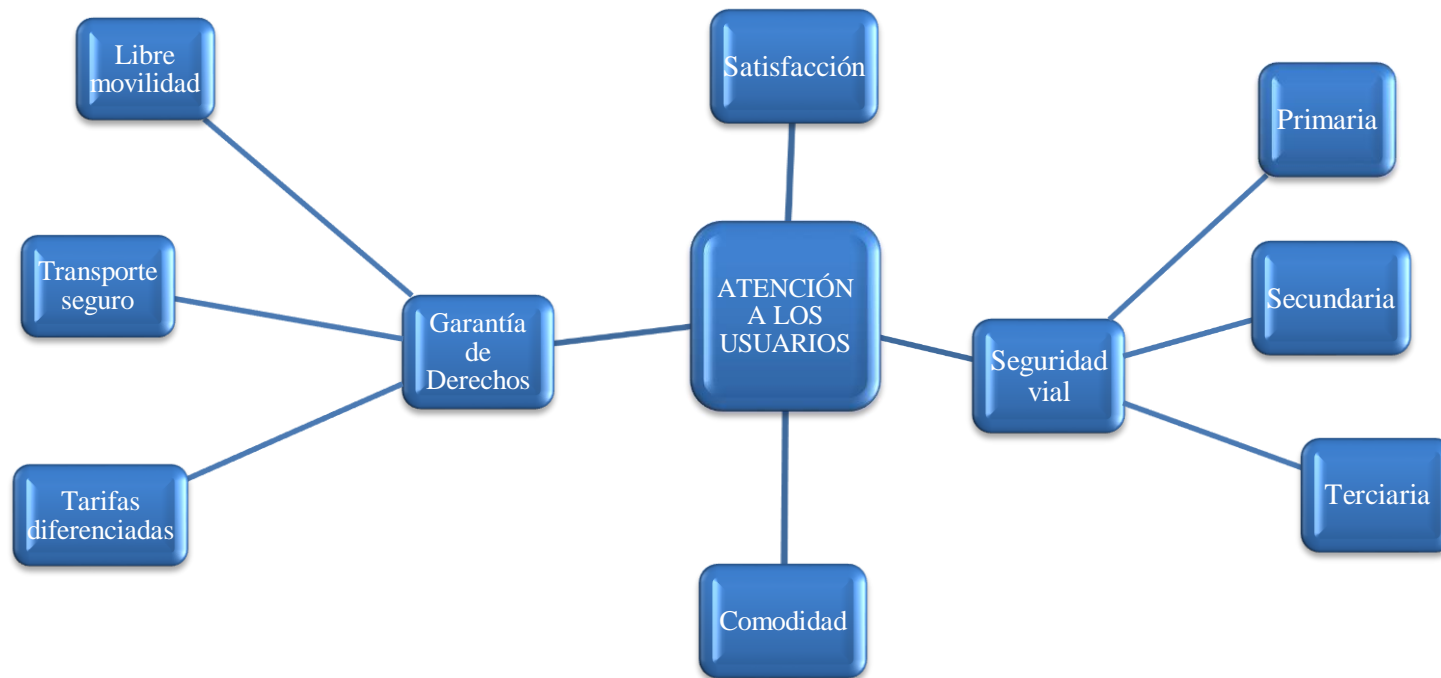 Libre
movilidad
Transporte
seguro
Tarifas
diferenciadas
Garantía
de
Derechos
Satisfacción
ATENCIÓN
A LOS
USUARIOS
Comodidad
Seguridad
vial
Primaria
Secundaria
Terciaria